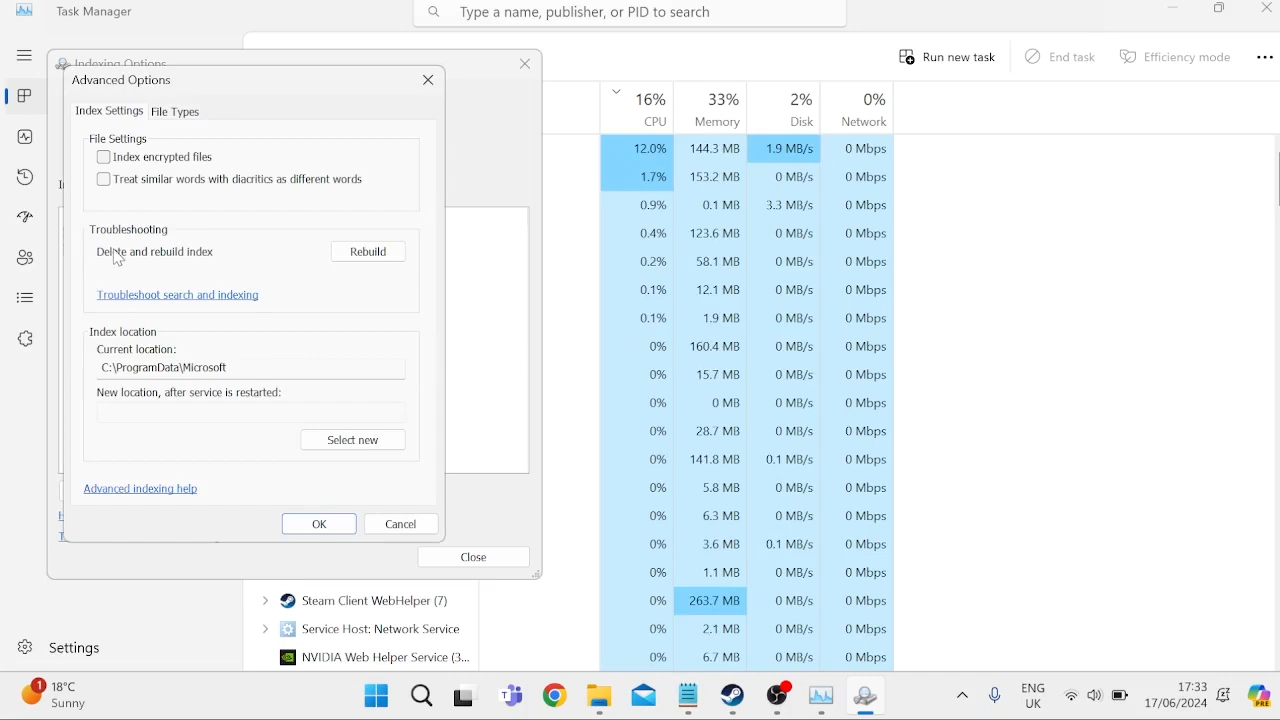 Task Manager
Type a name, publisher, or PID to search
Run new task
End task
Efficiency mode
Indexing Options
Advanced Options
Index Settings
File Types
File Settings
Index encrypted files
Treat similar words with diacritics as different words
Troubleshooting
Delete and rebuild index
Rebuild
Troubleshoot search and indexing
Index location
Current location:
C:\ProgramData\Microsoft
New location, after service is restarted:
Select new
Advanced indexing help
OK
Cancel
Close
16% 33% 2% 0%
CPU Memory Disk Network
12.0% 144.3 MB 1.9 MB/s 0 Mbps
1.7% 153.2 MB 0 MB/s 0 Mbps
0.9% 0.1 MB 3.3 MB/s 0 Mbps
0.4% 123.6 MB 0 MB/s 0 Mbps
0.2% 58.1 MB 0 MB/s 0 Mbps
0.1% 12.1 MB 0 MB/s 0 Mbps
0.1% 1.9 MB 0 MB/s 0 Mbps
0% 160.4 MB 0 MB/s 0 Mbps
0% 15.7 MB 0 MB/s 0 Mbps
0% 0 MB 0 MB/s 0 Mbps
0% 28.7 MB 0 MB/s 0 Mbps
0% 141.8 MB 0.1 MB/s 0 Mbps
0% 5.8 MB 0 MB/s 0 Mbps
0% 6.3 MB 0 MB/s 0 Mbps
0% 3.6 MB 0.1 MB/s 0 Mbps
0% 1.1 MB 0 MB/s 0 Mbps
Steam Client WebHelper (7) 0% 263.7 MB 0 MB/s 0 Mbps
Service Host: Network Service 0% 2.1 MB 0 MB/s 0 Mbps
NVIDIA Web Helper Service (3... 0% 6.7 MB 0 MB/s 0 Mbps
Settings
1
18°C
Sunny
ENG
UK
17:33
17/06/2024
PRE